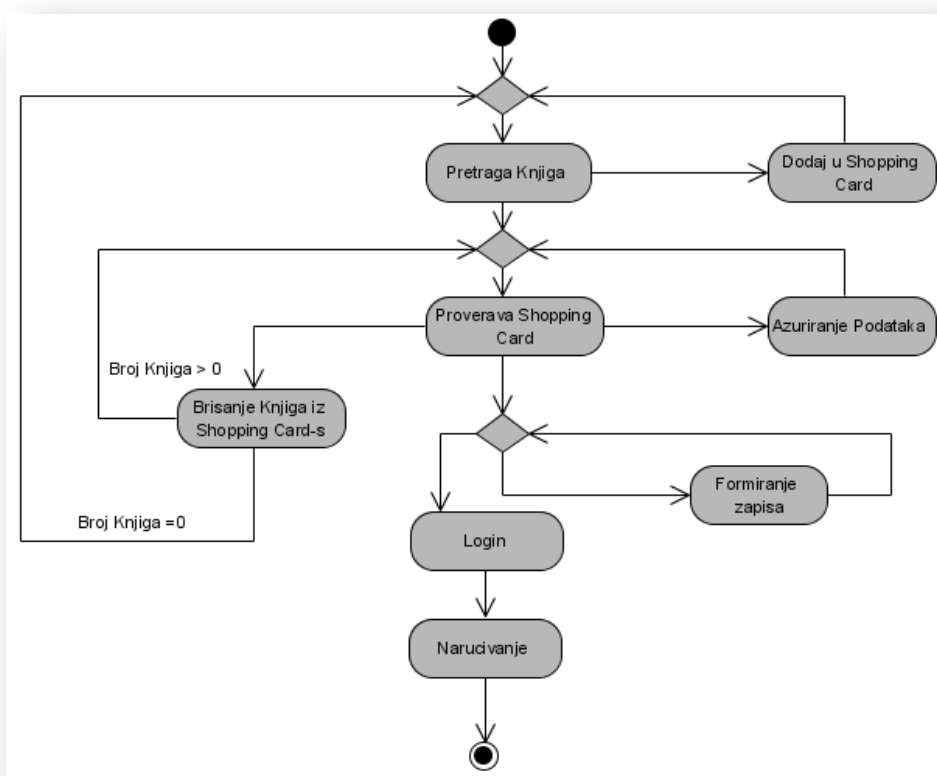 Pretraga Knjiga
Dodaj u Shopping
Card
Proverava Shopping
Card
Azuriranje Podataka
Broj Knjiga > 0
Brisanje Knjiga iz
Shopping Card-s
Formiranje
zapisa
Broj Knjiga =0
Login
Narucivanje